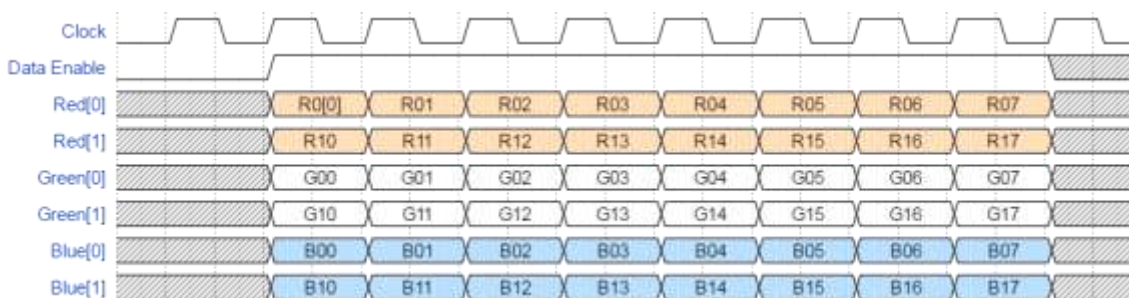 Clock
Data Enable
Red[0] R0[0] R01 R02 R03 R04 R05 R06 R07
Red[1] R10 R11 R12 R13 R14 R15 R16 R17
Green[0] G00 G01 G02 G03 G04 G05 G06 G07
Green[1] G10 G11 G12 G13 G14 G15 G16 G17
Blue[0] B00 B01 B02 B03 B04 B05 B06 B07
Blue[1] B10 B11 B12 B13 B14 B15 B16 B17